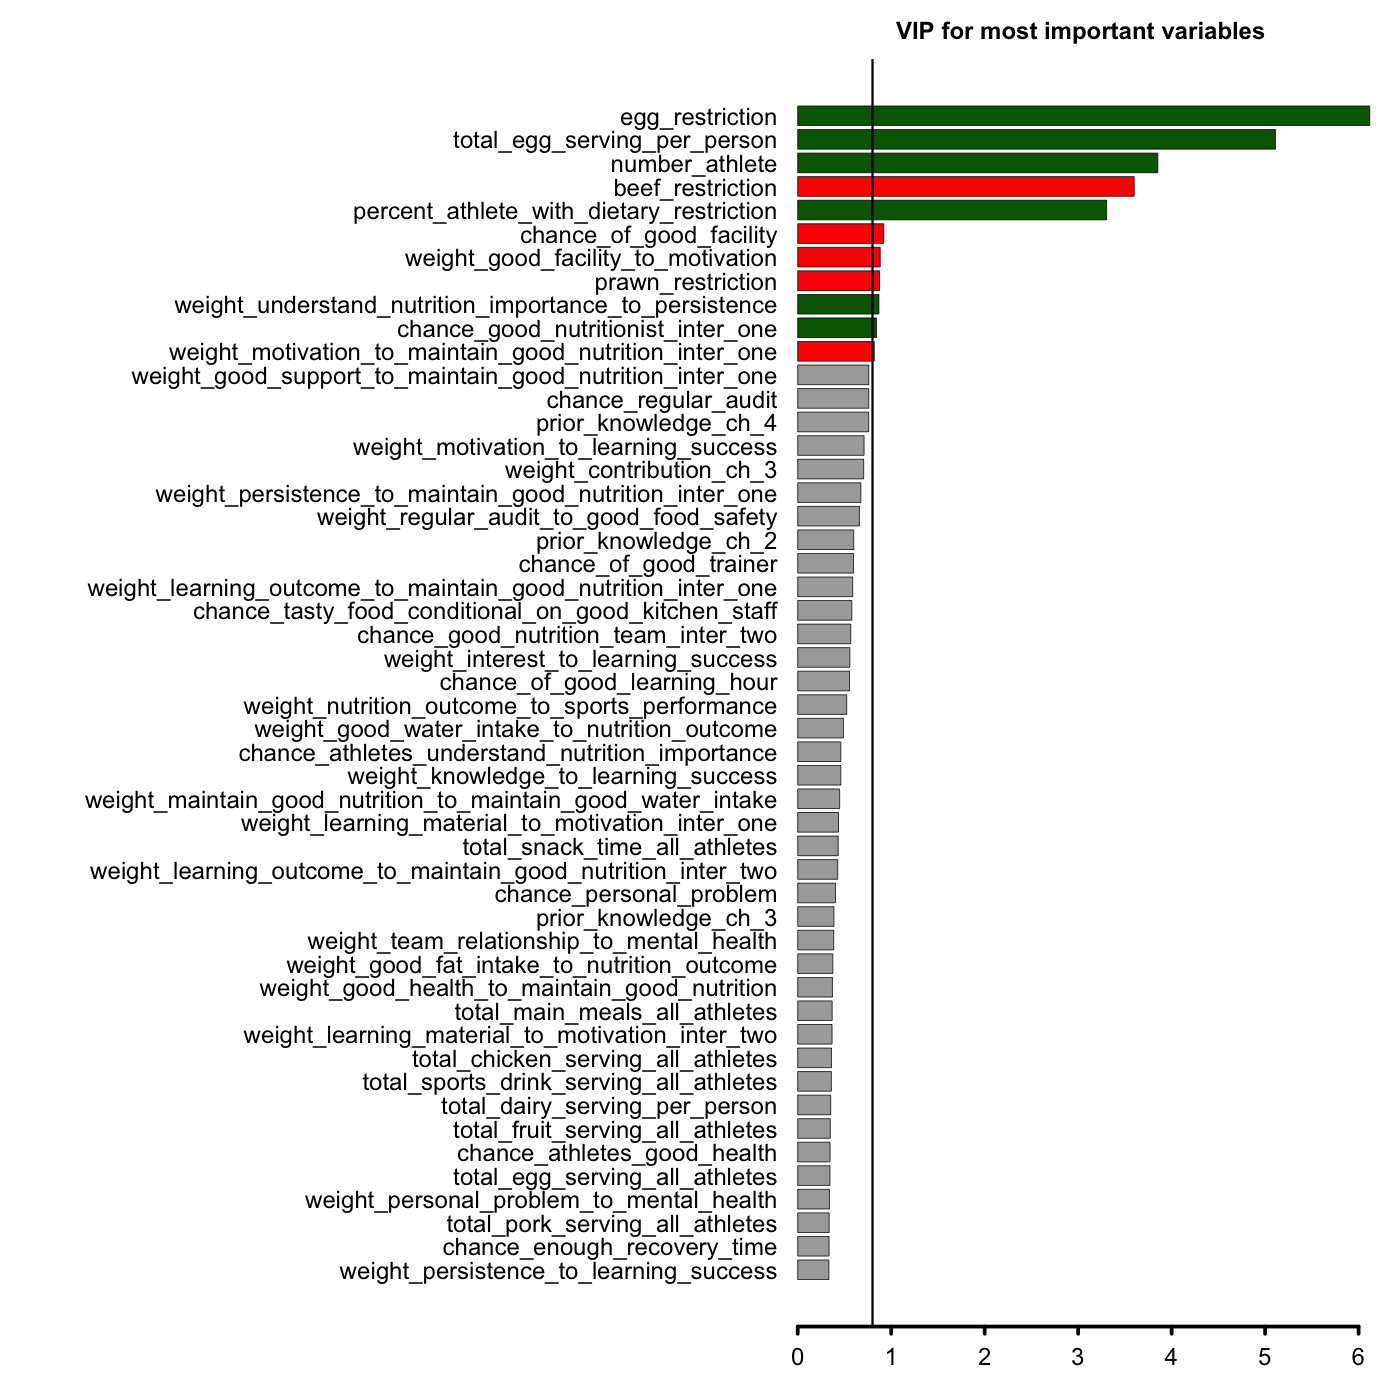 VIP for most important variables
egg_restriction
total_egg_serving_per_person
number_athlete
beef_restriction
percent_athlete_with_dietary_restriction
chance_of_good_facility
weight_good_facility_to_motivation
prawn_restriction
weight_understand_nutrition_importance_to_persistence
chance_good_nutritionist_inter_one
weight_motivation_to_maintain_good_nutrition_inter_one
weight_good_support_to_maintain_good_nutrition_inter_one
chance_regular_audit
prior_knowledge_ch_4
weight_motivation_to_learning_success
weight_contribution_ch_3
weight_persistence_to_maintain_good_nutrition_inter_one
weight_regular_audit_to_good_food_safety
prior_knowledge_ch_2
chance_of_good_trainer
weight_learning_outcome_to_maintain_good_nutrition_inter_one
chance_tasty_food_conditional_on_good_kitchen_staff
chance_good_nutrition_team_inter_two
weight_interest_to_learning_success
chance_of_good_learning_hour
weight_nutrition_outcome_to_sports_performance
weight_good_water_intake_to_nutrition_outcome
chance_athletes_understand_nutrition_importance
weight_knowledge_to_learning_success
weight_maintain_good_nutrition_to_maintain_good_water_intake
weight_learning_material_to_motivation_inter_one
total_snack_time_all_athletes
weight_learning_outcome_to_maintain_good_nutrition_inter_two
chance_personal_problem
prior_knowledge_ch_3
weight_team_relationship_to_mental_health
weight_good_fat_intake_to_nutrition_outcome
weight_good_health_to_maintain_good_nutrition
total_main_meals_all_athletes
weight_learning_material_to_motivation_inter_two
total_chicken_serving_all_athletes
total_sports_drink_serving_all_athletes
total_dairy_serving_per_person
total_fruit_serving_all_athletes
chance_athletes_good_health
total_egg_serving_all_athletes
weight_personal_problem_to_mental_health
total_pork_serving_all_athletes
chance_enough_recovery_time
weight_persistence_to_learning_success
0 1 2 3 4 5 6